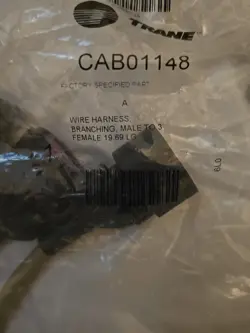 TRANE
CAB01148
FACTORY SPECIFIED PART
A
WIRE HARNESS,
BRANCHING, MALE TO 3
FEMALE 19.69 LG